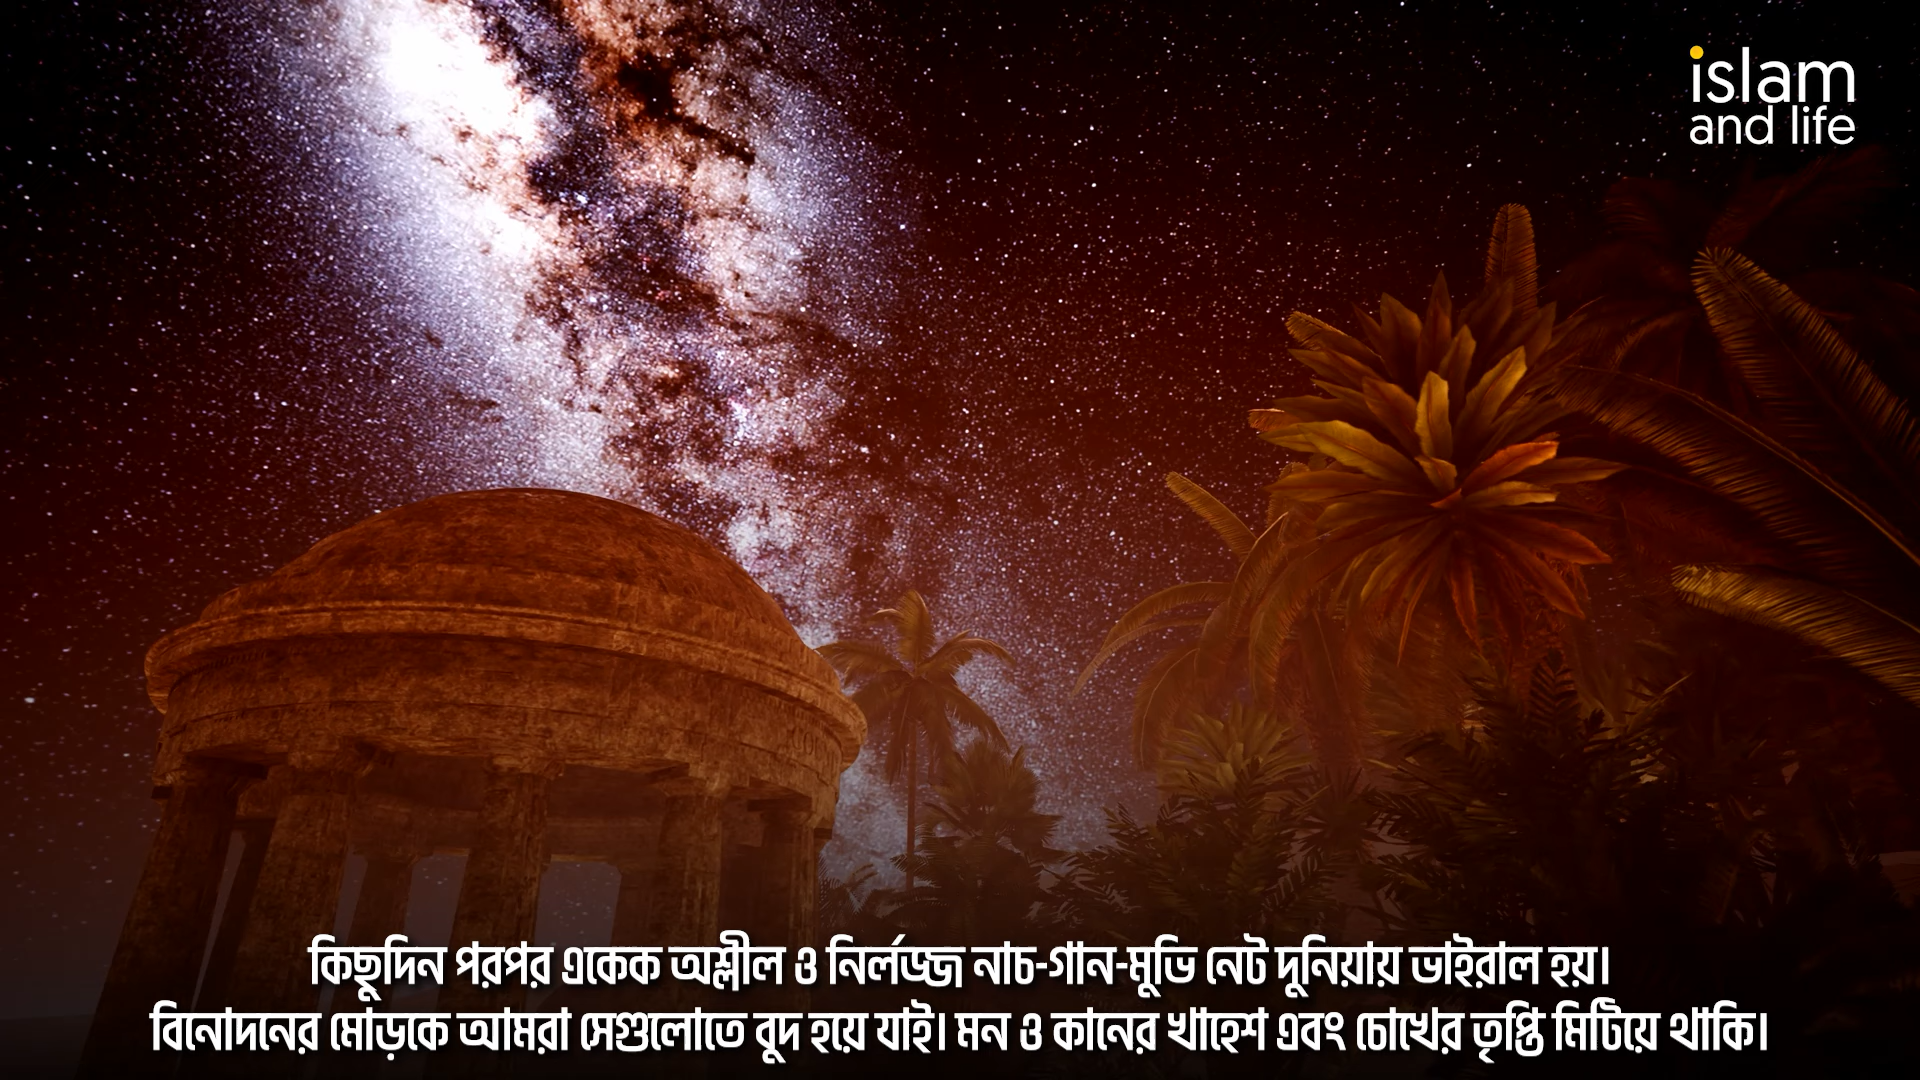 islam
and life
কিছুদিন পরপর একেক অশ্লীল ও নির্লজ্জ নাচ-গান-মুভি নেট দুনিয়ায় ভাইরাল হয়।
বিনোদনের মোড়কে আমরা সেগুলোতে বুদ হয়ে যাই। মন ও কানের খাহেশ এবং চোখের তৃপ্তি মিটিয়ে থাকি।